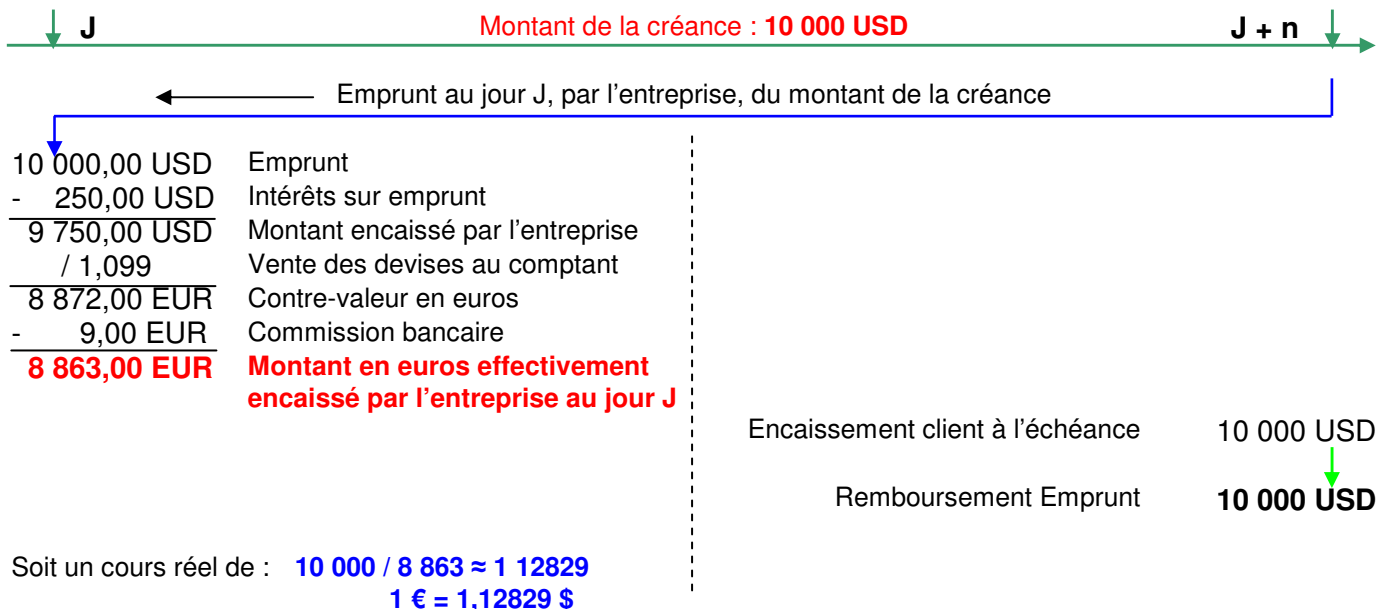 J Montant de la créance : 10 000 USD J + n
Emprunt au jour J, par l'entreprise, du montant de la créance
10 000,00 USD Emprunt
- 250,00 USD Intérêts sur emprunt
9 750,00 USD Montant encaissé par l'entreprise
/ 1,099 Vente des devises au comptant
8 872,00 EUR Contre-valeur en euros
- 9,00 EUR Commission bancaire
8 863,00 EUR Montant en euros effectivement
encaissé par l'entreprise au jour J
Encaissement client à l'échéance 10 000 USD
Remboursement Emprunt 10 000 USD
Soit un cours réel de : 10 000 / 8 863 ≈ 1 12829
1 € = 1,12829 $